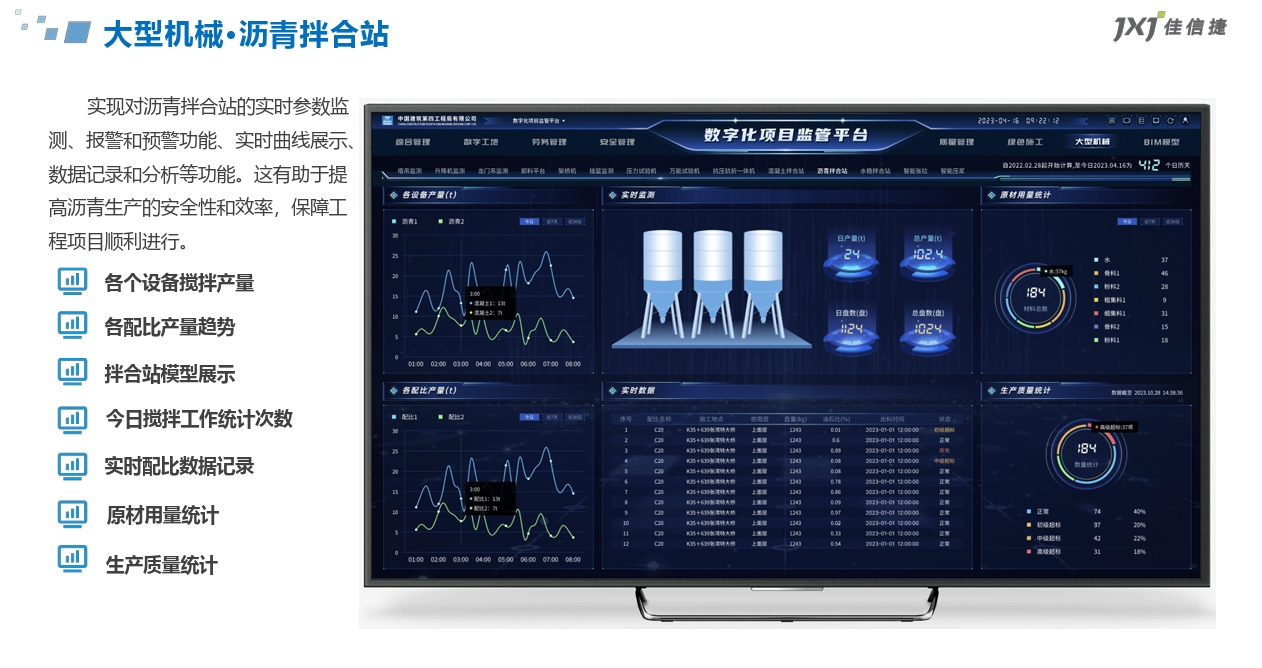 大型机械•沥青拌合站
JXJ 佳信捷
实现对沥青拌合站的实时参数监
测、报警和预警功能、实时曲线展示、
数据记录和分析等功能。这有助于提
高沥青生产的安全性和效率，保障工
程项目顺利进行。
各个设备搅拌产量
各配比产量趋势
拌合站模型展示
今日搅拌工作统计次数
实时配比数据记录
原材用量统计
生产质量统计
中国建筑第四工程局有限公司
数字化项目监管平台
数字化项目监管平台
2023-04-16 09:22:12
综合管理 数字工地 劳务管理 安全管理 质量管理 绿色施工 大型机械 BIM模型
塔吊监测 升降机监测 龙门吊监测 卸料平台 架桥机 挂篮监测 压力试验机 万能试验机 抗压抗折一体机 混凝土拌合站 沥青拌合站 水稳拌合站 智能张拉 智能压浆
自2022.02.28起开始计算,至今日2023.04.16为 412 个日历天
各设备产量(t)
沥青1 沥青2 今日
30
25
20
15
10
5
0
3:00
混凝土1: 13t
混凝土2: 7t
01:00 02:00 03:00 04:00 05:00 06:00 07:00 08:00
实时监测
日产量(t)
24
总产量(t)
102.4
日盘数(盘)
1124
总盘数(盘)
1024
原材用量统计
今日
水:37kg
184
材料总数
水 37
骨料1 46
粉料2 28
粗集料1 9
细集料1 31
骨料2 15
粉料1 18
各配比产量(t)
配比1 配比2 今日
30
25
20
15
10
5
0
3:00
配比1: 13t
配比2: 7t
01:00 02:00 03:00 04:00 05:00 06:00 07:00 08:00
实时数据
序号 配比名称 施工地点 使用层 盘量(kg) 油石比(%) 出料时间 状态
1 C20 K35+639张湾特大桥 上面层 1243 0.01 2023-01-01 12:00:00 初级超标
2 C20 K35+639张湾特大桥 上面层 1243 0.6 2023-01-01 12:00:00 正常
3 C20 K35+639张湾特大桥 上面层 1243 0.89 2023-01-01 12:00:00 异常
4 C20 K35+639张湾特大桥 上面层 1243 0.08 2023-01-01 12:00:00 中级超标
5 C20 K35+639张湾特大桥 上面层 1243 0.08 2023-01-01 12:00:00 正常
6 C20 K35+639张湾特大桥 上面层 1243 0.78 2023-01-01 12:00:00 正常
7 C20 K35+639张湾特大桥 上面层 1243 0.86 2023-01-01 12:00:00 正常
8 C20 K35+639张湾特大桥 上面层 1243 0.09 2023-01-01 12:00:00 正常
9 C20 K35+639张湾特大桥 上面层 1243 0.97 2023-01-01 12:00:00 正常
10 C20 K35+639张湾特大桥 上面层 1243 0.02 2023-01-01 12:00:00 正常
11 C20 K35+639张湾特大桥 上面层 1243 0.33 2023-01-01 12:00:00 正常
12 C20 K35+639张湾特大桥 上面层 1243 0.54 2023-01-01 12:00:00 正常
生产质量统计
数据截至 2023.10.28 14:38:36
高级超标:37项
184
数量统计
正常 74 40%
初级超标 37 20%
中级超标 42 22%
高级超标 31 18%